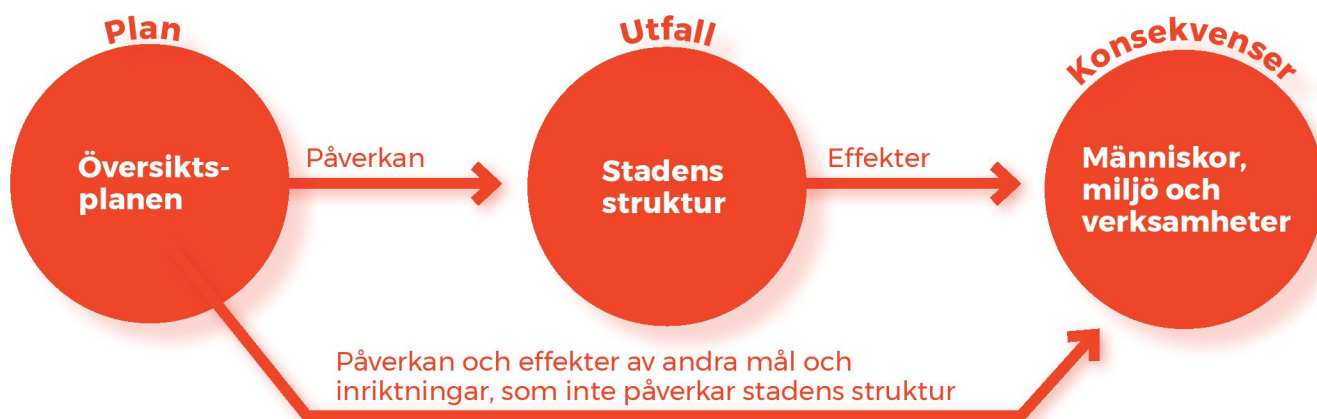 Plan
Utfall
Konsekvenser
Översikts-
planen
Påverkan
Stadens
struktur
Effekter
Människor,
miljö och
verksamheter
Påverkan och effekter av andra mål och
inriktningar, som inte påverkar stadens struktur